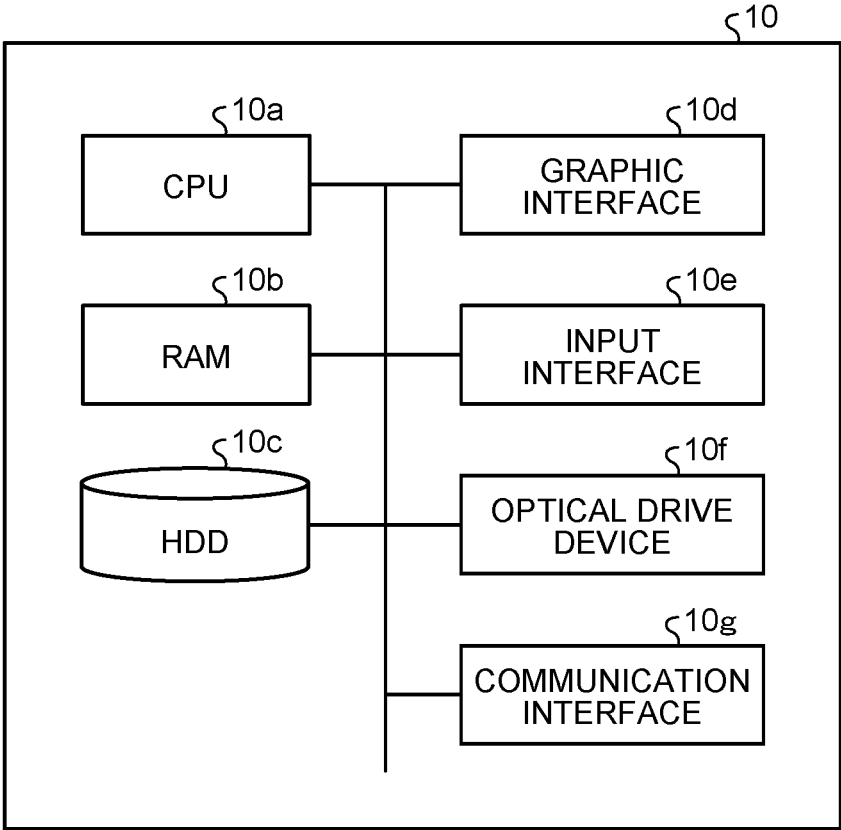 10
10a
CPU
10d
GRAPHIC
INTERFACE
10b
RAM
10e
INPUT
INTERFACE
10c
HDD
10f
OPTICAL DRIVE
DEVICE
10g
COMMUNICATION
INTERFACE